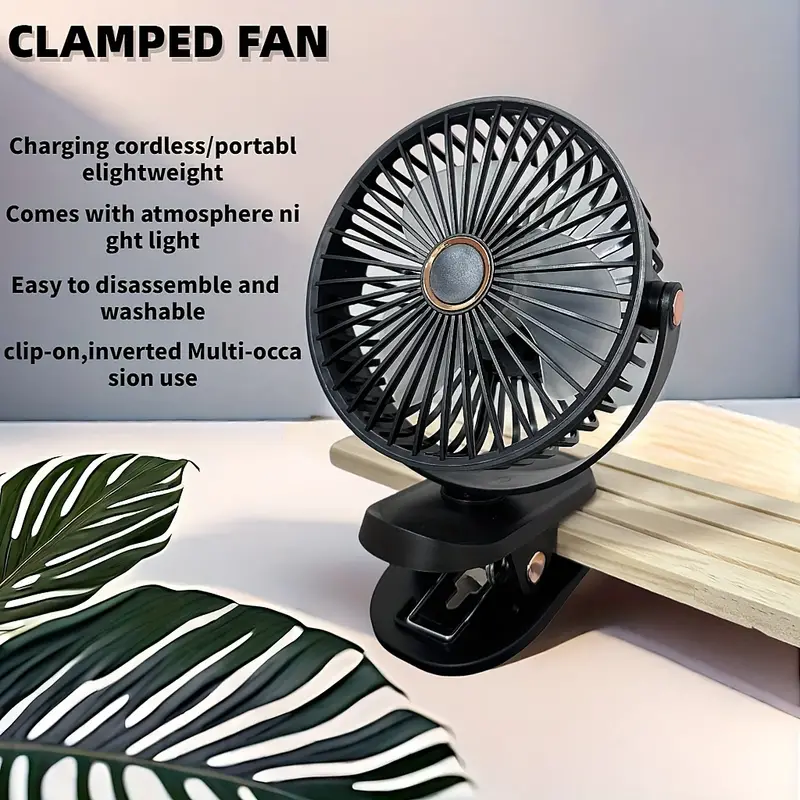 CLAMPED FAN
Charging cordless/portabl
elightweight
Comes with atmosphere ni
ght light
Easy to disassemble and
washable
clip-on,inverted Multi-occa
sion use